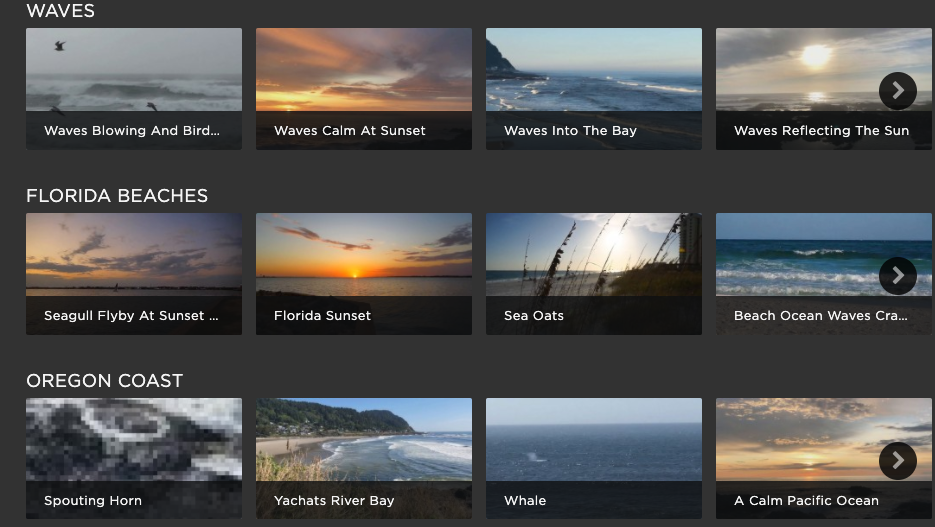 WAVES
Waves Blowing And Bird...
Waves Calm At Sunset
Waves Into The Bay
Waves Reflecting The Sun
FLORIDA BEACHES
Seagull Flyby At Sunset ...
Florida Sunset
Sea Oats
Beach Ocean Waves Cra...
OREGON COAST
Spouting Horn
Yachats River Bay
Whale
A Calm Pacific Ocean